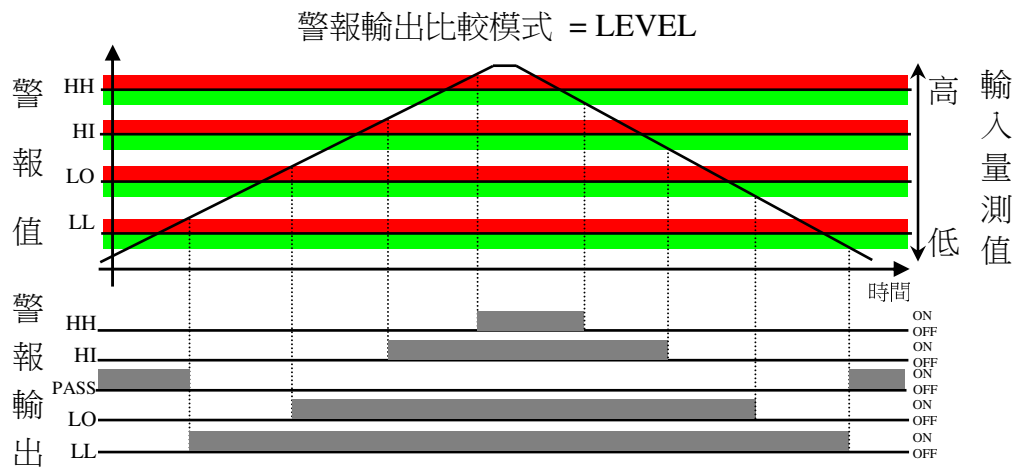 警報輸出比較模式 = LEVEL
警報值
HH
HI
LO
LL
高
低
輸入量測值
時間
警報輸出
HH
ON
OFF
HI
ON
OFF
PASS
ON
OFF
LO
ON
OFF
LL
ON
OFF